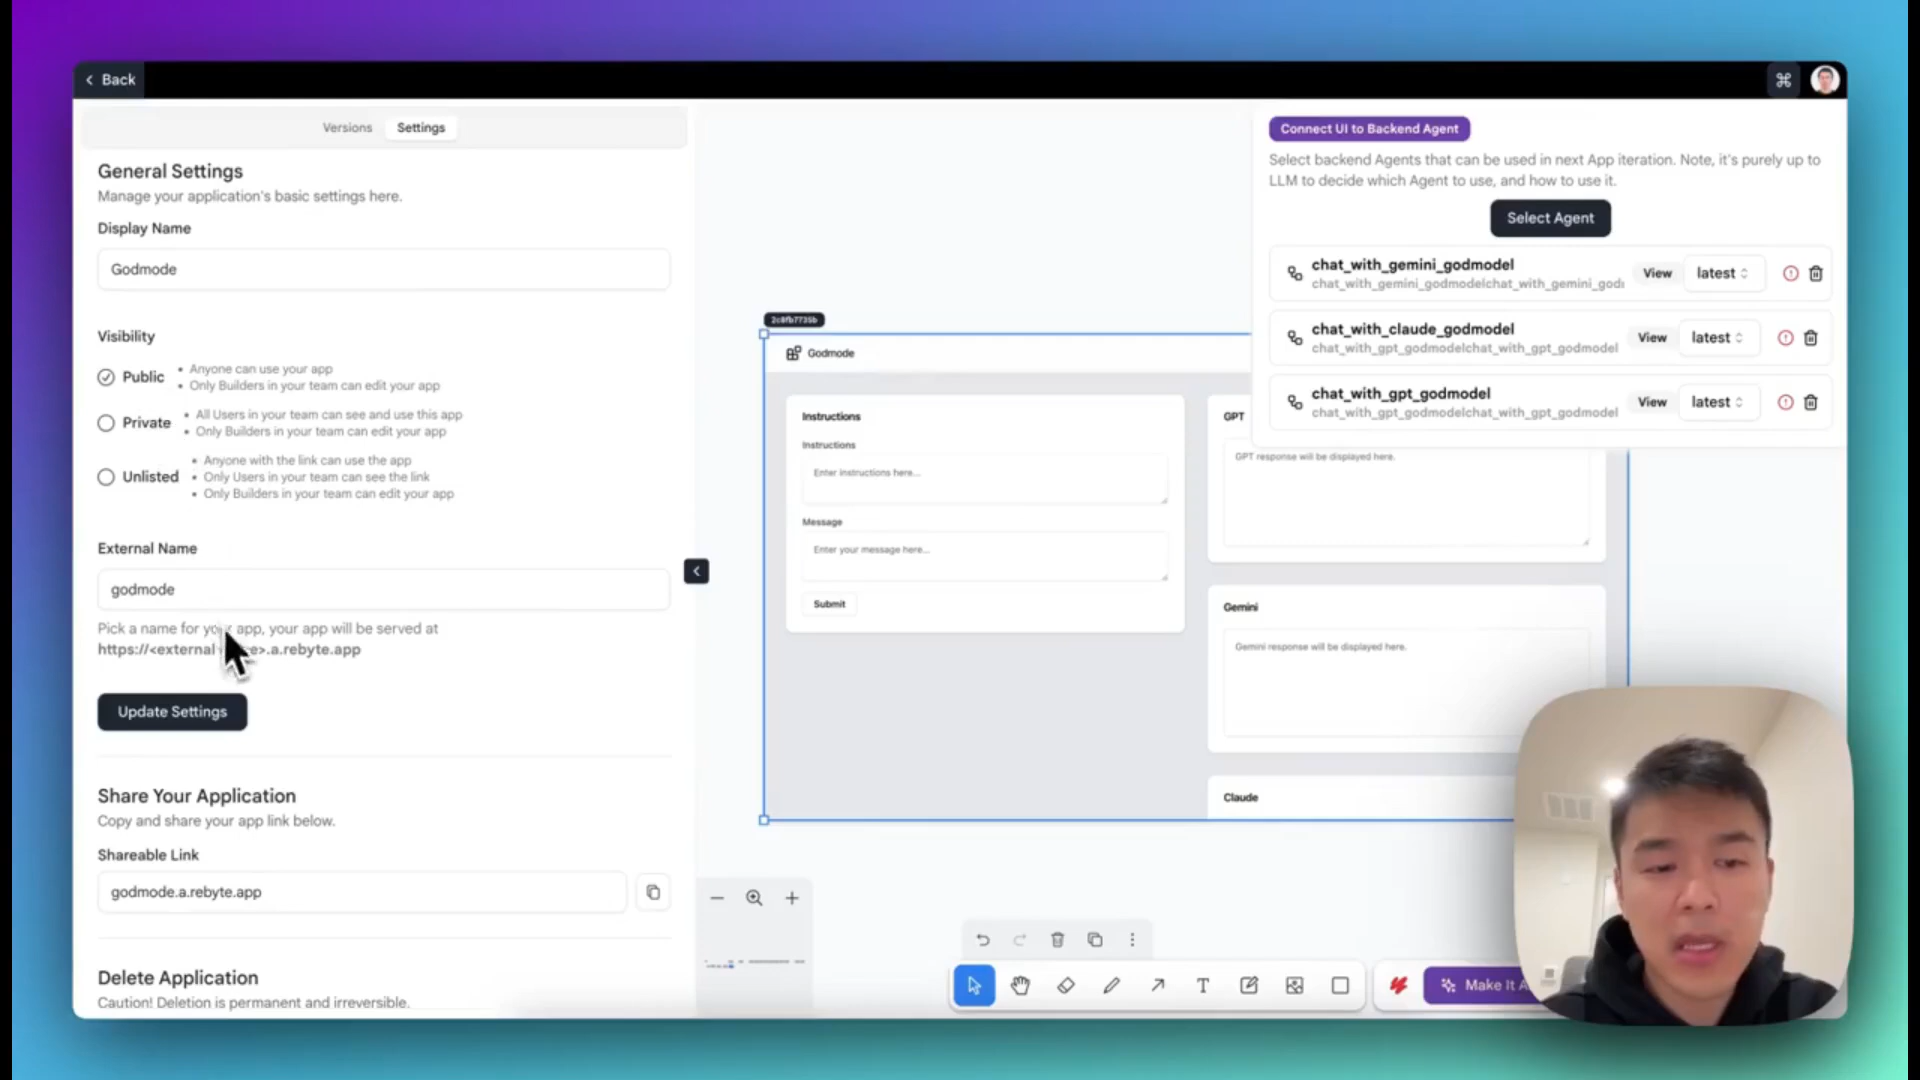 Back
Versions
Settings
General Settings
Manage your application's basic settings here.
Display Name
Godmode
Visibility
Public
• Anyone can use your app
• Only Builders in your team can edit your app
Private
• All Users in your team can see and use this app
• Only Builders in your team can edit your app
Unlisted
• Anyone with the link can use the app
• Only Users in your team can see the link
• Only Builders in your team can edit your app
External Name
godmode
Pick a name for your app, your app will be served at
https://<external .a.rebyte.app
Update Settings
Share Your Application
Copy and share your app link below.
Shareable Link
godmode.a.rebyte.app
Delete Application
Caution! Deletion is permanent and irreversible.
Connect UI to Backend Agent
Select backend Agents that can be used in next App iteration. Note, it's purely up to
LLM to decide which Agent to use, and how to use it.
Select Agent
chat_with_gemini_godmodel
chat_with_gemini_godmodelchat_with_gemini_god
View
latest
chat_with_claude_godmodel
chat_with_gpt_godmodelchat_with_gpt_godmodel
View
latest
chat_with_gpt_godmodel
chat_with_gpt_godmodelchat_with_gpt_godmodel
View
latest
Godmode
Instructions
Instructions
Enter instructions here...
Message
Enter your message here...
Submit
GPT
GPT response will be displayed here.
Gemini
Gemini response will be displayed here.
Claude
T
Make It